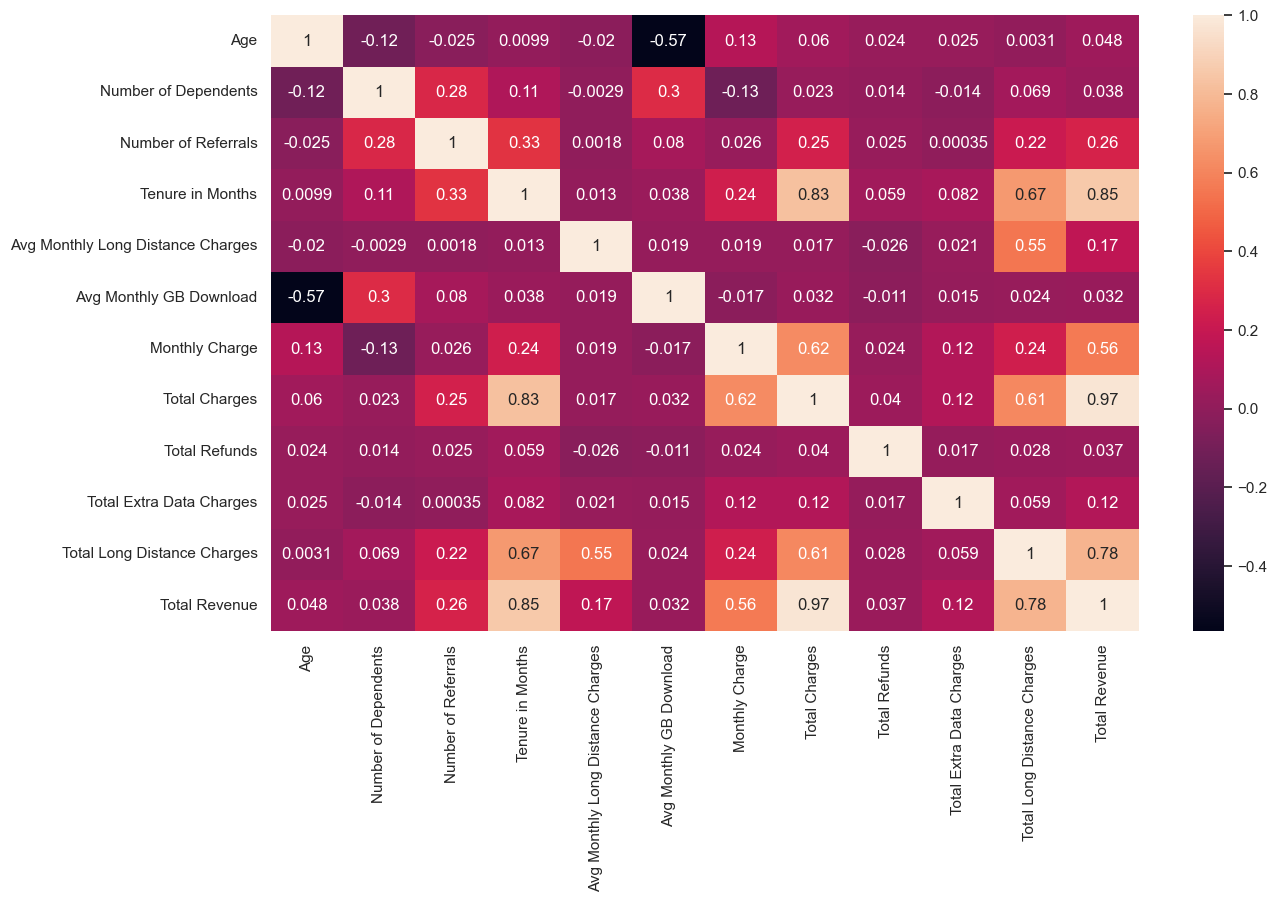 Age 1 -0.12 -0.025 0.0099 -0.02 -0.57 0.13 0.06 0.024 0.025 0.0031 0.048
Number of Dependents -0.12 1 0.28 0.11 -0.0029 0.3 -0.13 0.023 0.014 -0.014 0.069 0.038
Number of Referrals -0.025 0.28 1 0.33 0.0018 0.08 0.026 0.25 0.025 0.00035 0.22 0.26
Tenure in Months 0.0099 0.11 0.33 1 0.013 0.038 0.24 0.83 0.059 0.082 0.67 0.85
Avg Monthly Long Distance Charges -0.02 -0.0029 0.0018 0.013 1 0.019 0.019 0.017 -0.026 0.021 0.55 0.17
Avg Monthly GB Download -0.57 0.3 0.08 0.038 0.019 1 -0.017 0.032 -0.011 0.015 0.024 0.032
Monthly Charge 0.13 -0.13 0.026 0.24 0.019 -0.017 1 0.62 0.024 0.12 0.24 0.56
Total Charges 0.06 0.023 0.25 0.83 0.017 0.032 0.62 1 0.04 0.12 0.61 0.97
Total Refunds 0.024 0.014 0.025 0.059 -0.026 -0.011 0.024 0.04 1 0.017 0.028 0.037
Total Extra Data Charges 0.025 -0.014 0.00035 0.082 0.021 0.015 0.12 0.12 0.017 1 0.059 0.12
Total Long Distance Charges 0.0031 0.069 0.22 0.67 0.55 0.024 0.24 0.61 0.028 0.059 1 0.78
Total Revenue 0.048 0.038 0.26 0.85 0.17 0.032 0.56 0.97 0.037 0.12 0.78 1
Age
Number of Dependents
Number of Referrals
Tenure in Months
Avg Monthly Long Distance Charges
Avg Monthly GB Download
Monthly Charge
Total Charges
Total Refunds
Total Extra Data Charges
Total Long Distance Charges
Total Revenue
1.0
0.8
0.6
0.4
0.2
0.0
−0.2
−0.4